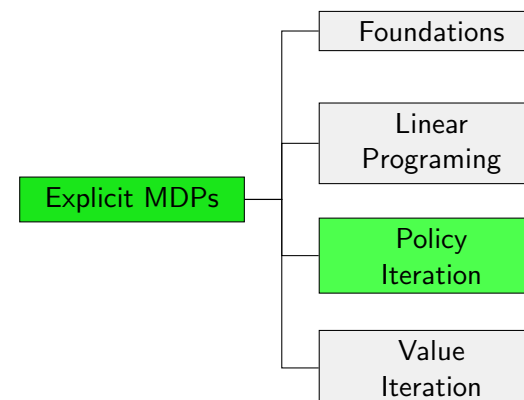 Foundations
Linear
Programing
Explicit MDPs
Policy
Iteration
Value
Iteration